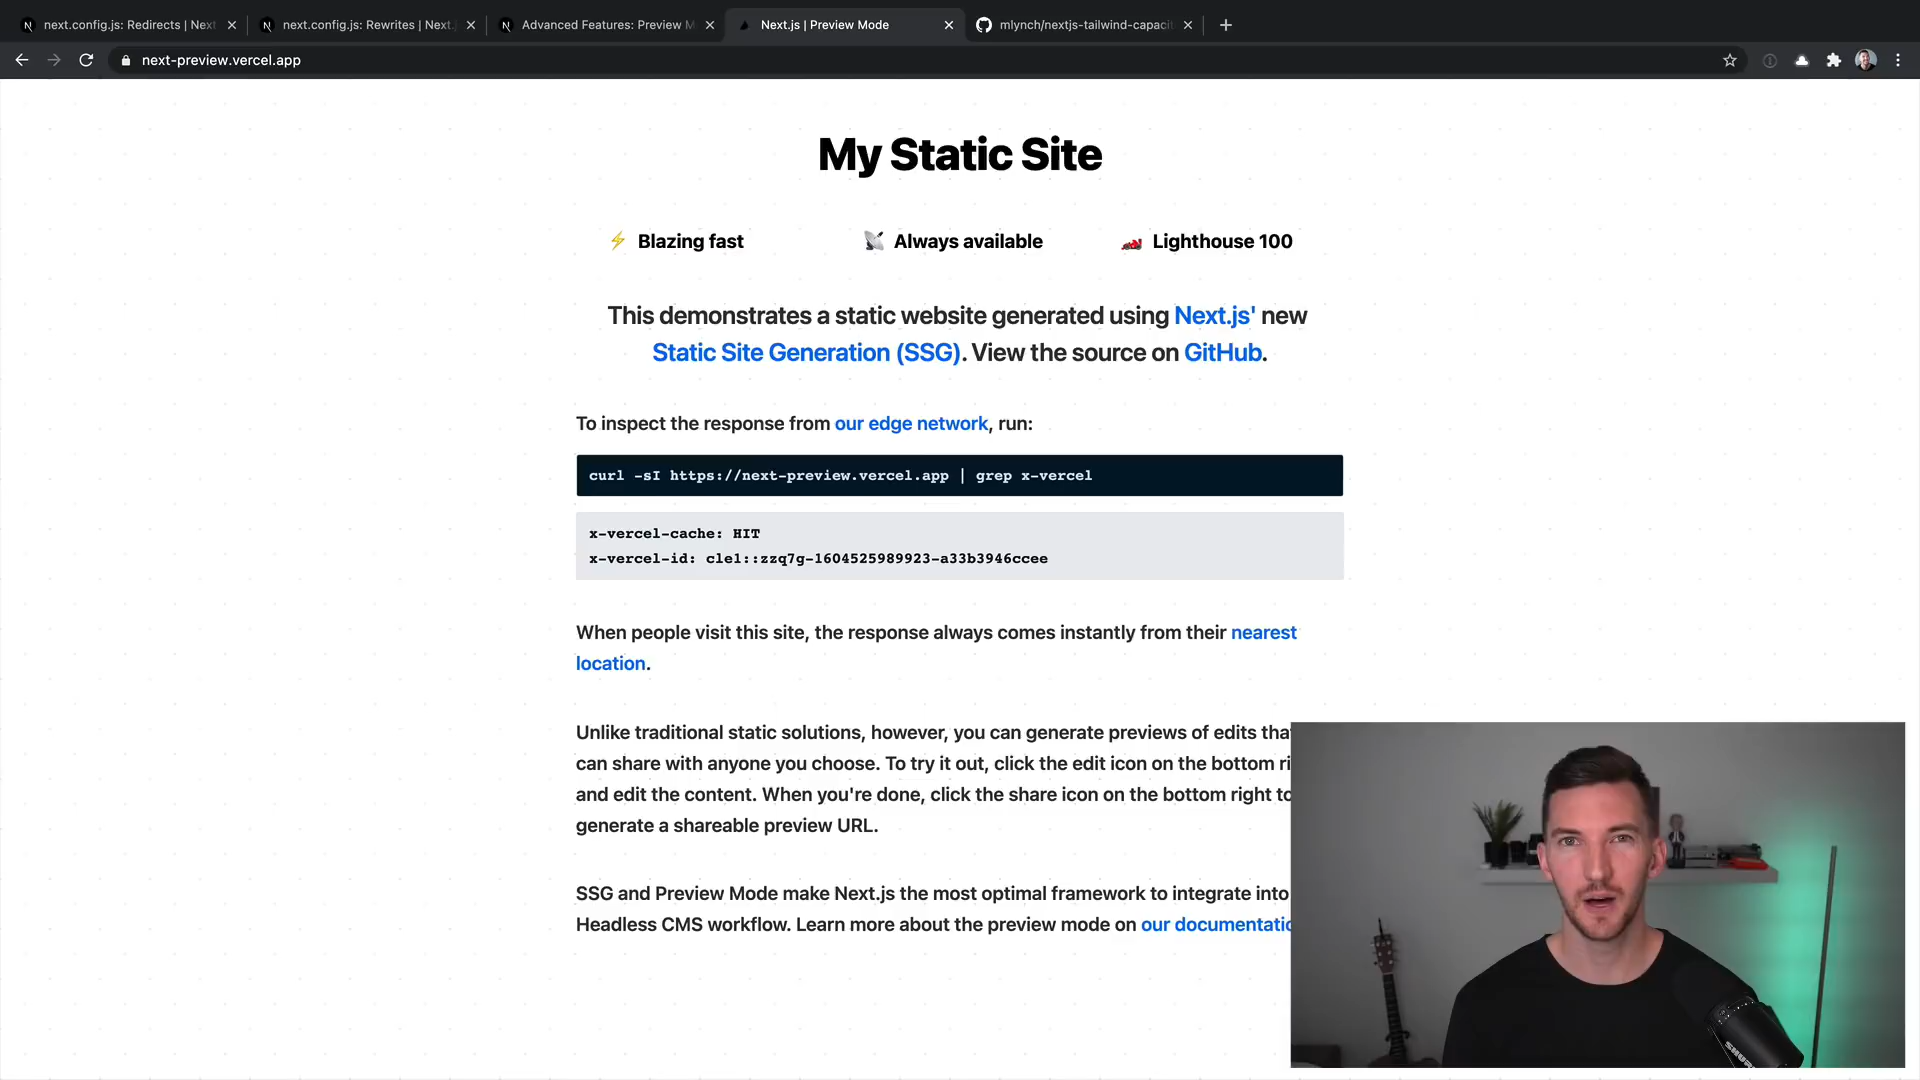 next.config.js: Redirects | Next
next.config.js: Rewrites | Next.
Advanced Features: Preview M
Next.js | Preview Mode
mlynch/nextjs-tailwind-capaci
next-preview.vercel.app
My Static Site
⚡ Blazing fast
📡 Always available
🏎 Lighthouse 100
This demonstrates a static website generated using Next.js' new
Static Site Generation (SSG). View the source on GitHub.
To inspect the response from our edge network, run:
curl -sI https://next-preview.vercel.app | grep x-vercel
x-vercel-cache: HIT
x-vercel-id: cle1::zzq7g-1604525989923-a33b3946ccee
When people visit this site, the response always comes instantly from their nearest
location.
Unlike traditional static solutions, however, you can generate previews of edits tha
can share with anyone you choose. To try it out, click the edit icon on the bottom ri
and edit the content. When you're done, click the share icon on the bottom right to
generate a shareable preview URL.
SSG and Preview Mode make Next.js the most optimal framework to integrate into
Headless CMS workflow. Learn more about the preview mode on our documentatio
SHURE